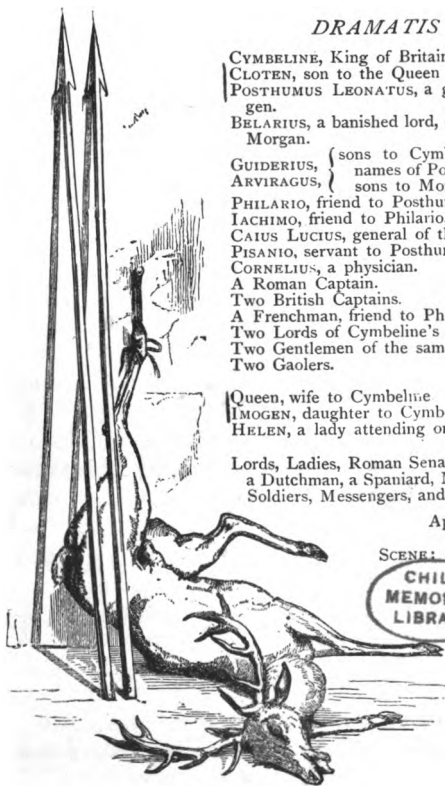 DRAMATIS
CYMBELINE, King of Britain
CLOTEN, son to the Queen
POSTHUMUS LEONATUS, a g
gen.
BELARIUS, a banished lord,
Morgan.
GUIDERIUS, { sons to Cymb
names of Po
ARVIRAGUS, { sons to Mo
PHILARIO, friend to Posthu
IACHIMO, friend to Philario,
CAIUS LUCIUS, general of th
PISANIO, servant to Posthu
CORNELIUS, a physician.
A Roman Captain.
Two British Captains.
A Frenchman, friend to Ph
Two Lords of Cymbeline's
Two Gentlemen of the sam
Two Gaolers.
Queen, wife to Cymbeline
IMOGEN, daughter to Cymb
HELEN, a lady attending o
Lords, Ladies, Roman Sena
a Dutchman, a Spaniard,
Soldiers, Messengers, and
Ap
SCENE:
CHIL
MEMO
LIBRA